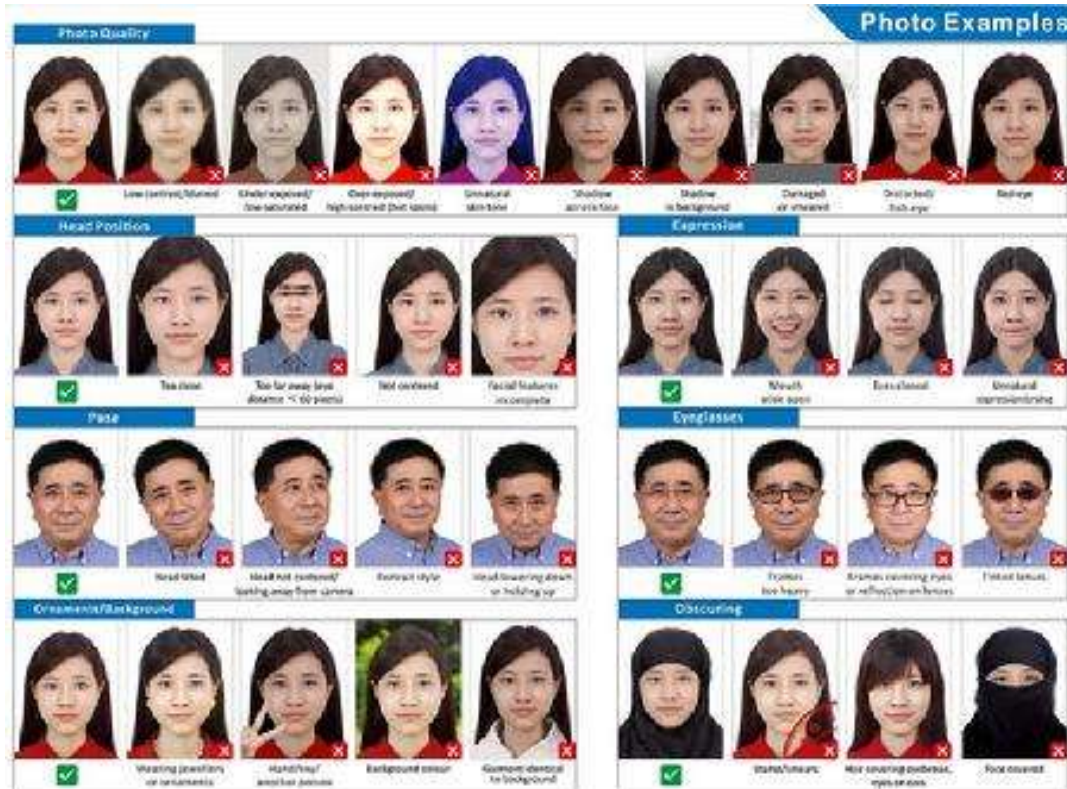 Photo Examples
Photo Quality
Low contrast/blurred
Under exposed/
low saturated
Over exposed/
high contrast (hot spots)
Unnatural
skin tone
Shadow
across face
Shadow
in background
Damaged
or smeared
Distorted/
fish eye
Red eye
Head Position
Too close
Too far away (eye
distance < 60 pixels)
Not centered
Facial features
incomplete
Expression
Mouth
wide open
Eyes closed
Unnatural
expression/
Pose
Head tilted
Head not centered/
looking away from camera
Portrait style
Head lowering down
or holding up
Eyeglasses
Frames
too heavy
Frames covering eyes
or reflection on lenses
Tinted lenses
Ornaments/Background
Wearing jewellery
or ornaments
Hand/toy/
another person
Background colour
Garment identical
to background
Obscuring
Hair covering eyebrows,
eyes or ears
Face covered